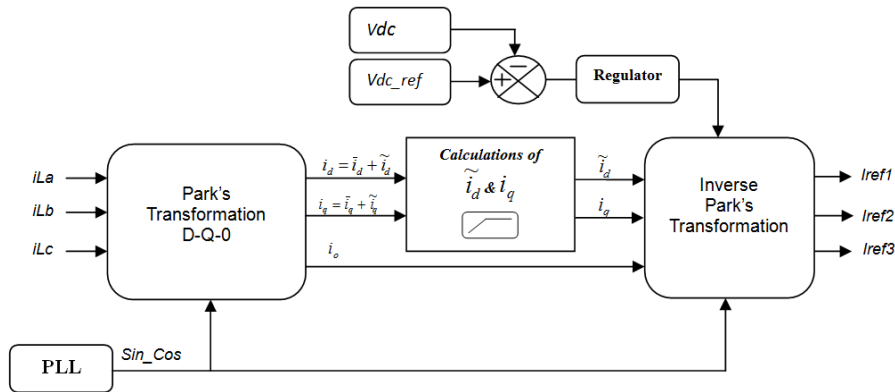 Vdc
Vdc_ref
−
+
Regulator
iLa
iLb
iLc
Park's
Transformation
D-Q-0
i_d = ī_d + ĩ_d
i_q = ī_q + ĩ_q
i_o
Calculations of
ĩ_d & i_q
ĩ_d
i_q
Inverse
Park's
Transformation
Iref1
Iref2
Iref3
PLL
Sin_Cos